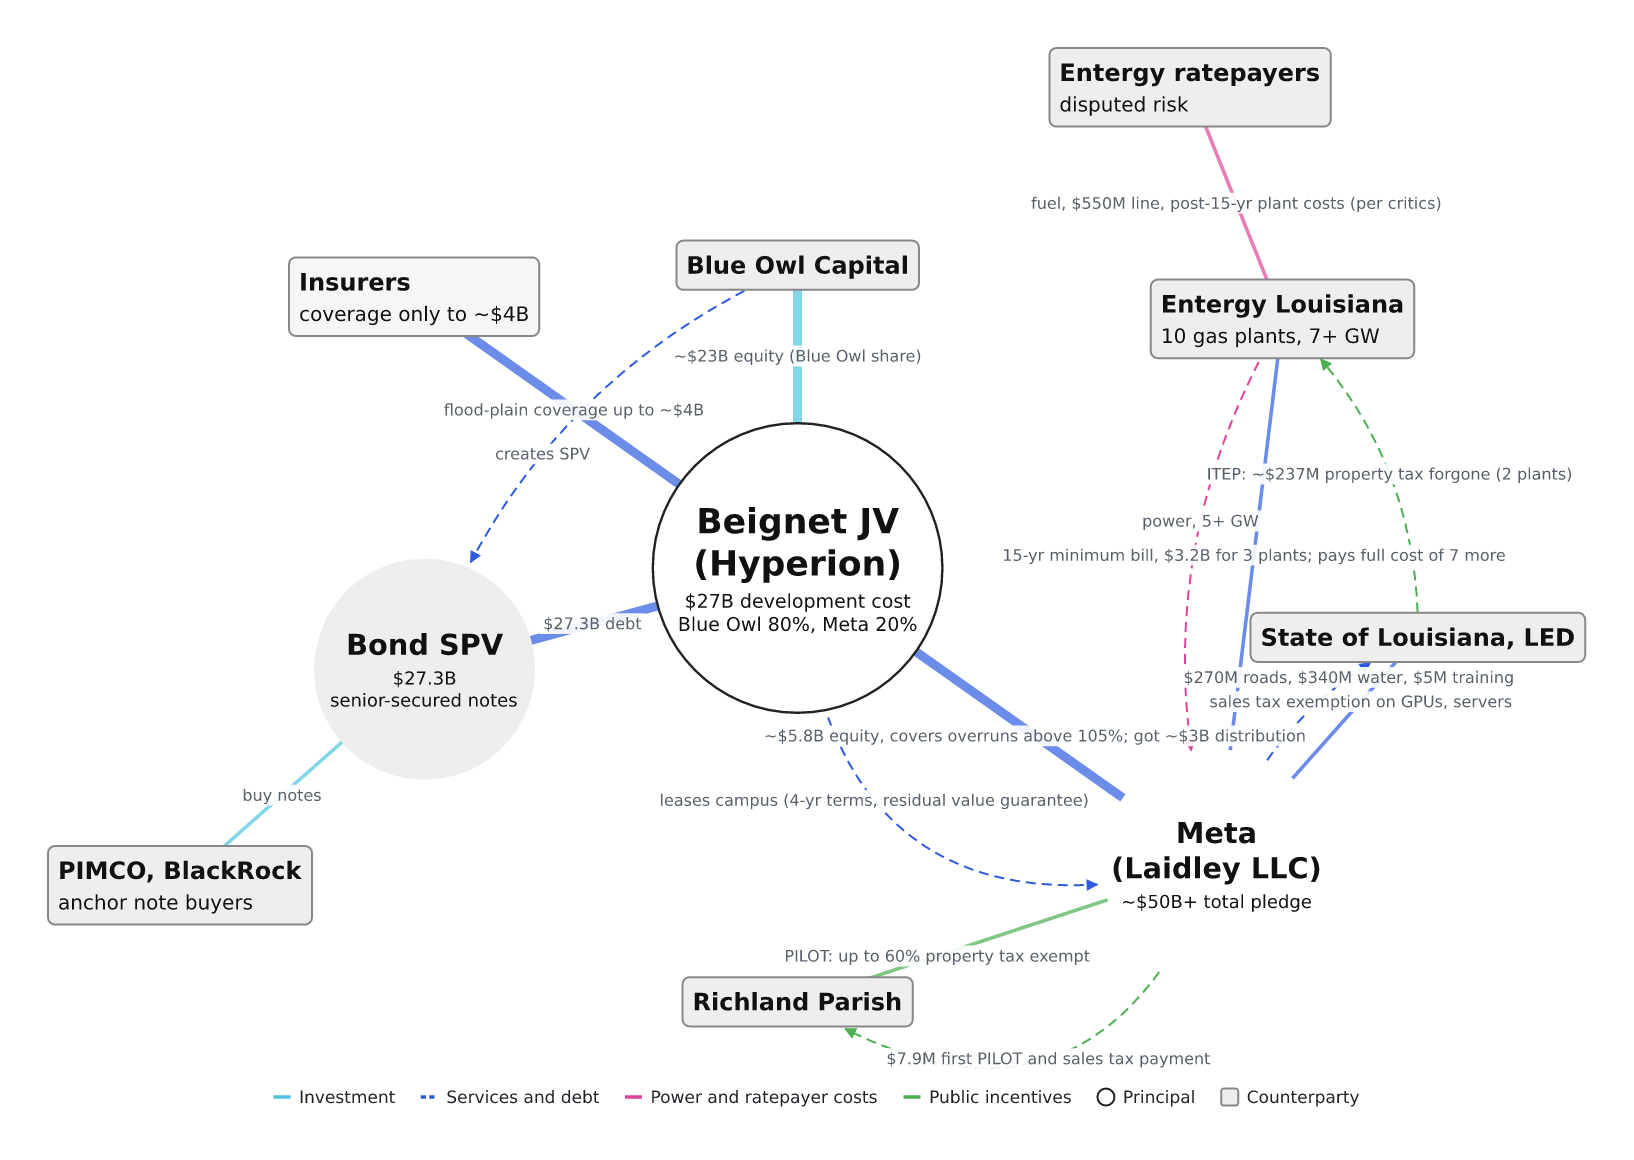 Entergy ratepayers
disputed risk
fuel, $550M line, post-15-yr plant costs (per critics)
Insurers
coverage only to ~$4B
Blue Owl Capital
Entergy Louisiana
10 gas plants, 7+ GW
~$23B equity (Blue Owl share)
flood-plain coverage up to ~$4B
creates SPV
ITEP: ~$237M property tax forgone (2 plants)
power, 5+ GW
15-yr minimum bill, $3.2B for 3 plants; pays full cost of 7 more
Beignet JV
(Hyperion)
$27B development cost
Blue Owl 80%, Meta 20%
$27.3B debt
Bond SPV
$27.3B
senior-secured notes
State of Louisiana, LED
$270M roads, $340M water, $5M training
sales tax exemption on GPUs, servers
~$5.8B equity, covers overruns above 105%; got ~$3B distribution
buy notes
leases campus (4-yr terms, residual value guarantee)
Meta
(Laidley LLC)
~$50B+ total pledge
PIMCO, BlackRock
anchor note buyers
PILOT: up to 60% property tax exempt
Richland Parish
$7.9M first PILOT and sales tax payment
Investment
Services and debt
Power and ratepayer costs
Public incentives
Principal
Counterparty